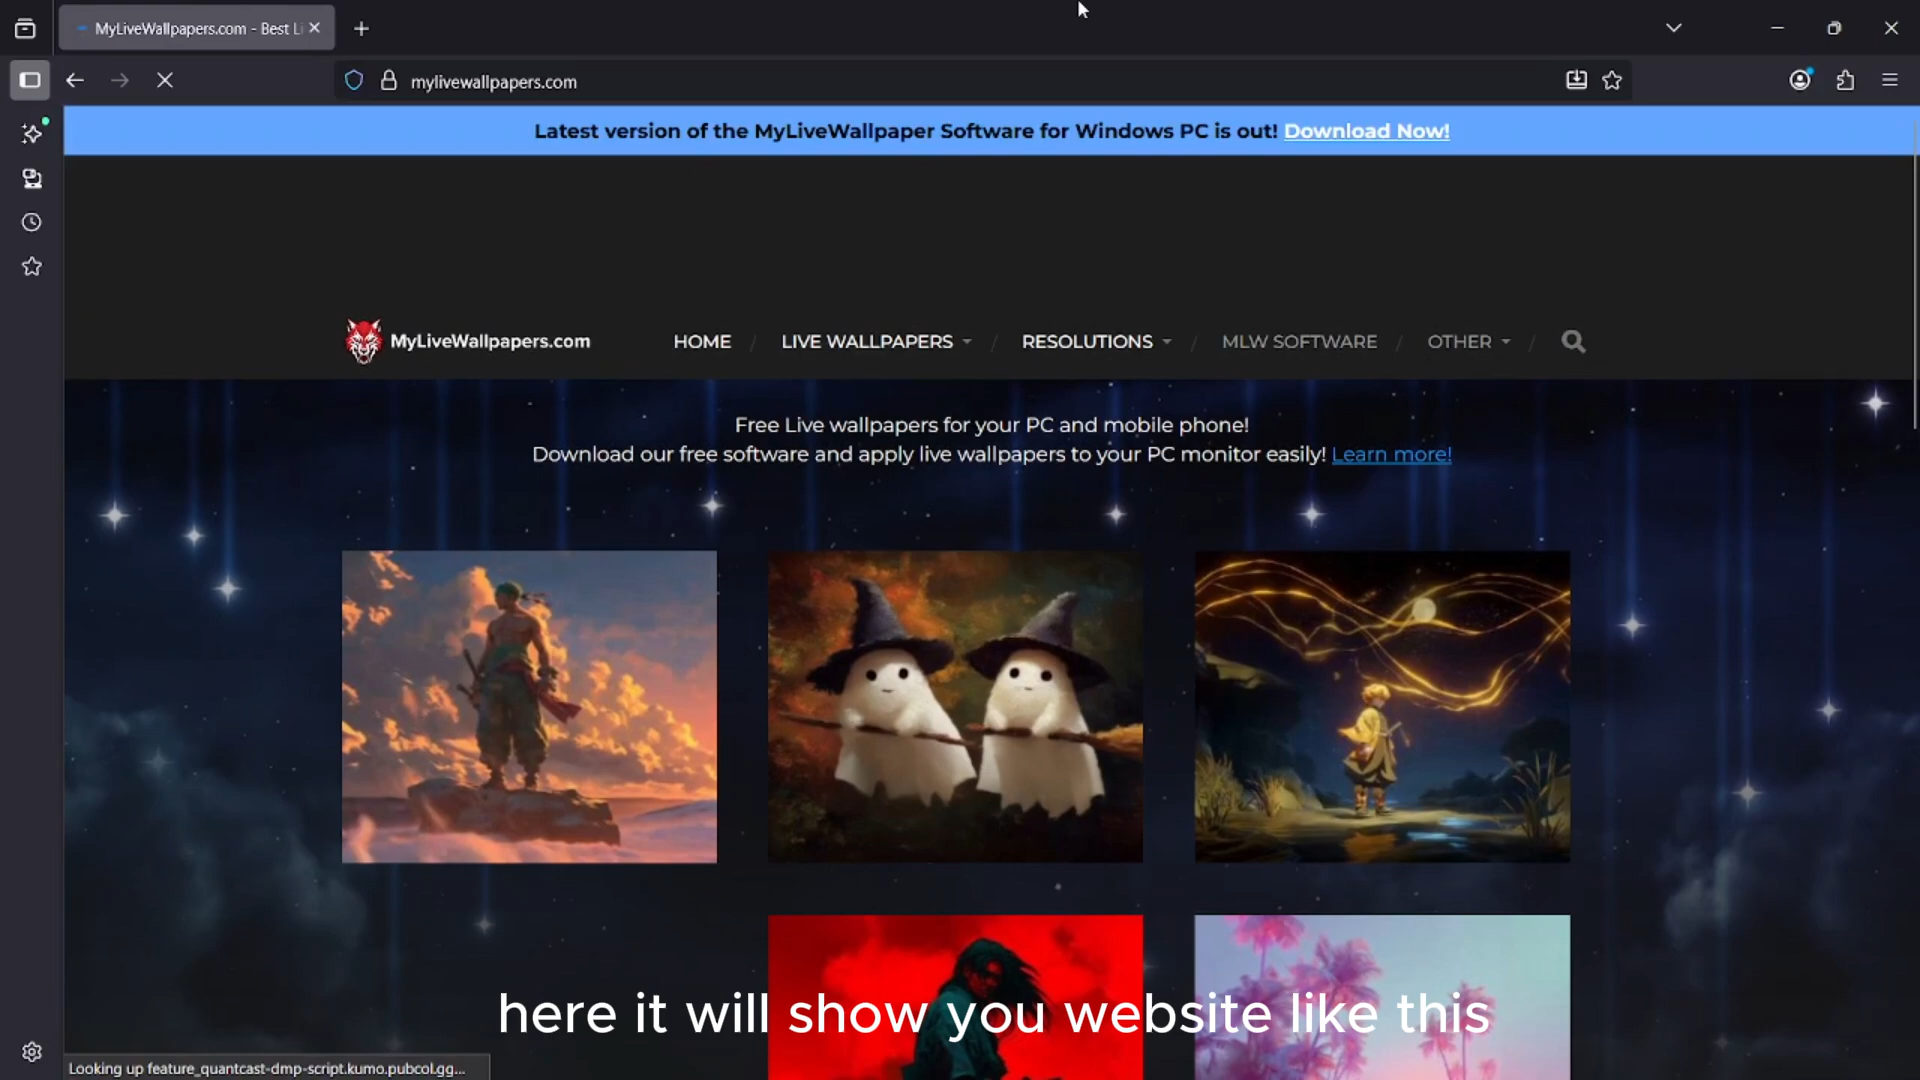 MyLiveWallpapers.com - Best Li
mylivewallpapers.com
Latest version of the MyLiveWallpaper Software for Windows PC is out! Download Now!
MyLiveWallpapers.com
HOME / LIVE WALLPAPERS / RESOLUTIONS / MLW SOFTWARE / OTHER /
Free Live wallpapers for your PC and mobile phone!
Download our free software and apply live wallpapers to your PC monitor easily! Learn more!
here it will show you website like this
Looking up feature_quantcast-dmp-script.kumo.pubcol.gg...